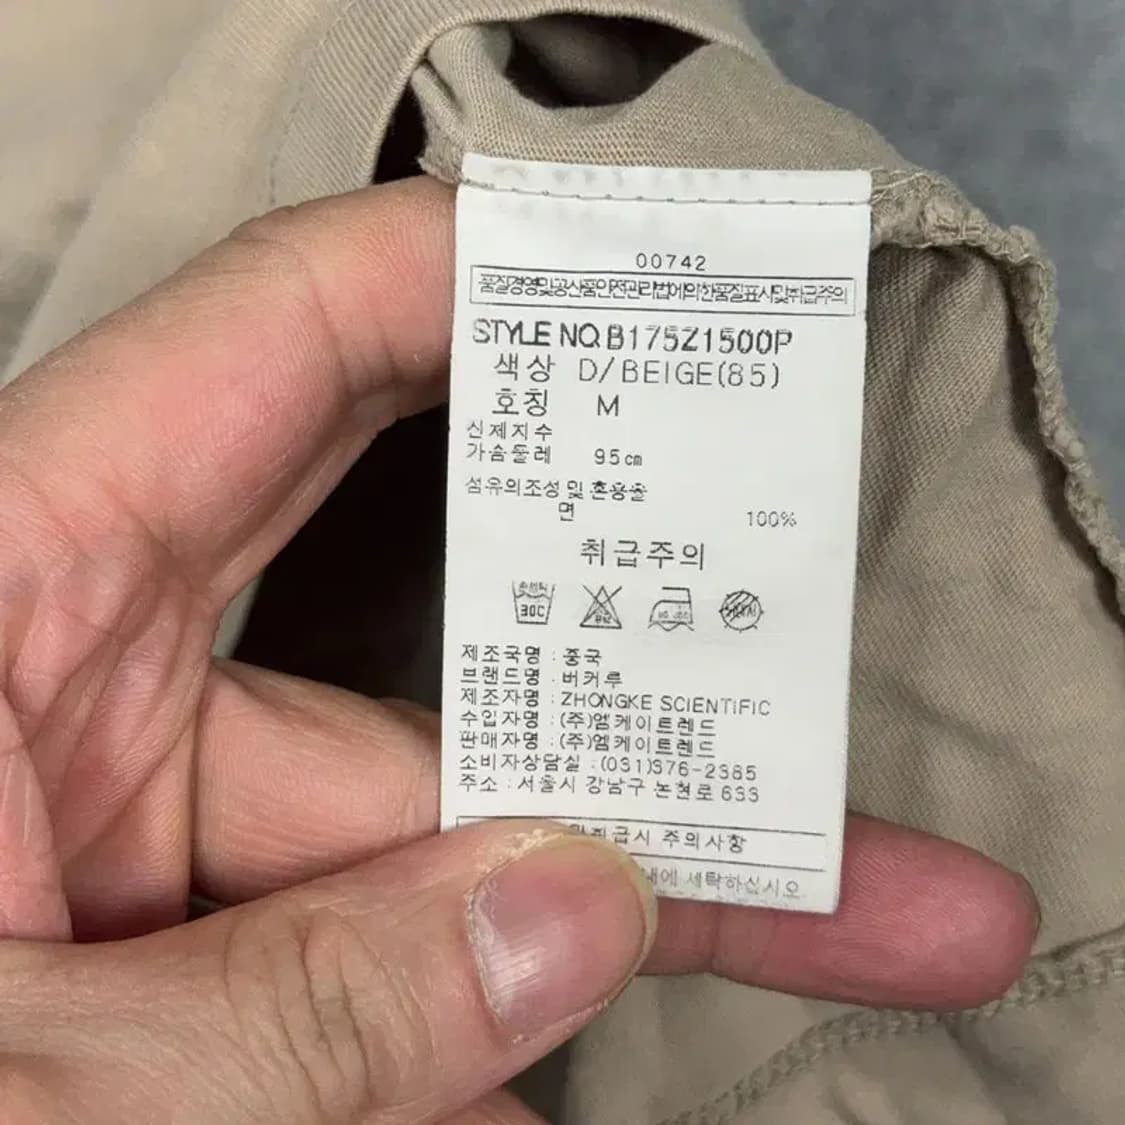 00742
품질경영및공산품안전관리법에의한품질표시및취급주의
STYLE NO.B175Z1500P
색상 D/BEIGE(85)
호칭 M
신체치수
가슴둘레 95cm
섬유의조성 및 혼용율
면 100%
취급주의
30C
제조국명 : 중국
브랜드명 : 버커루
제조자명 : ZHONGKE SCIENTIFIC
수입자명 : (주)엠케이트렌드
판매자명 : (주)엠케이트렌드
소비자상담실 : (031)376-2385
주소 : 서울시 강남구 논현로 633
취급시 주의사항
세탁하십시오